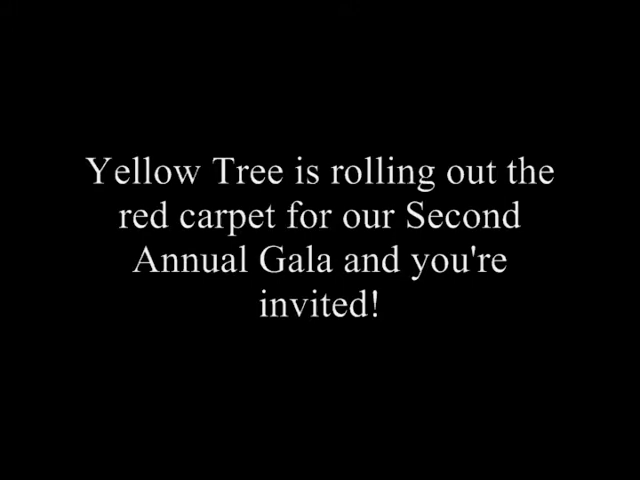 Yellow Tree is rolling out the
red carpet for our Second
Annual Gala and you're
invited!